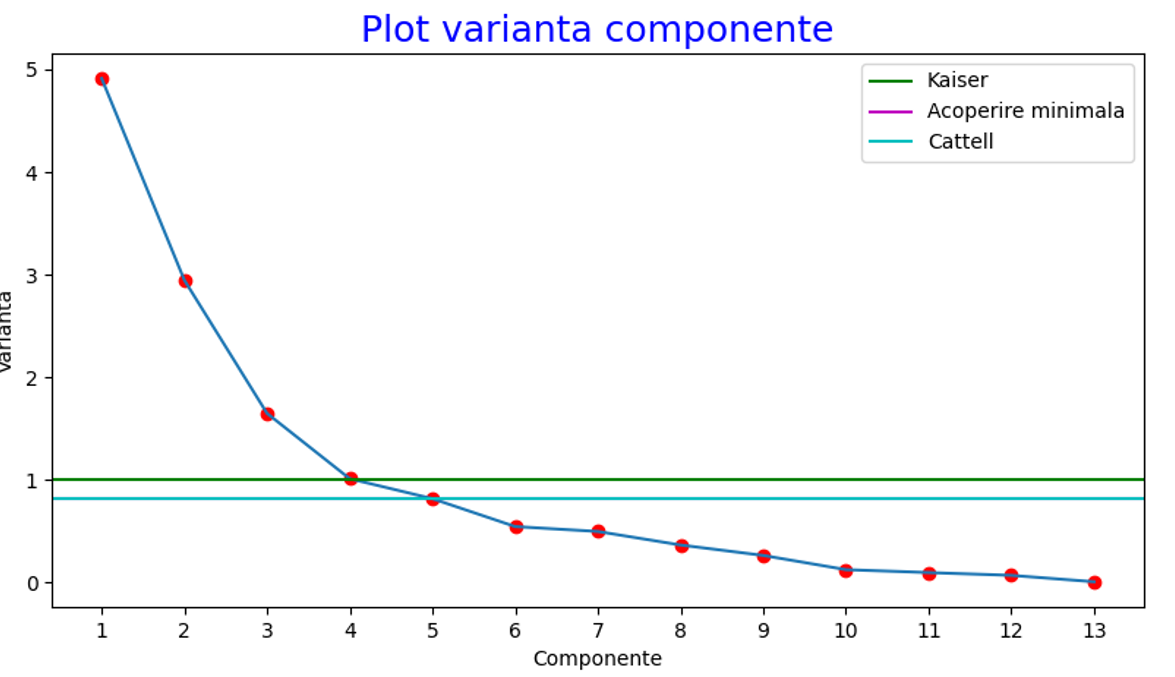 Plot varianta componente
Kaiser
Acoperire minimala
Cattell
5
4
3
2
1
0
Varianta
1 2 3 4 5 6 7 8 9 10 11 12 13
Componente